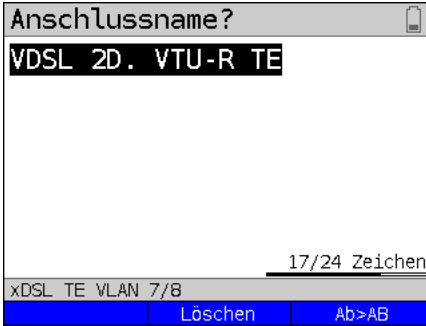 Anschlussname?
VDSL 2D. VTU-R TE
17/24 Zeichen
xDSL TE VLAN 7/8
Löschen Ab>AB